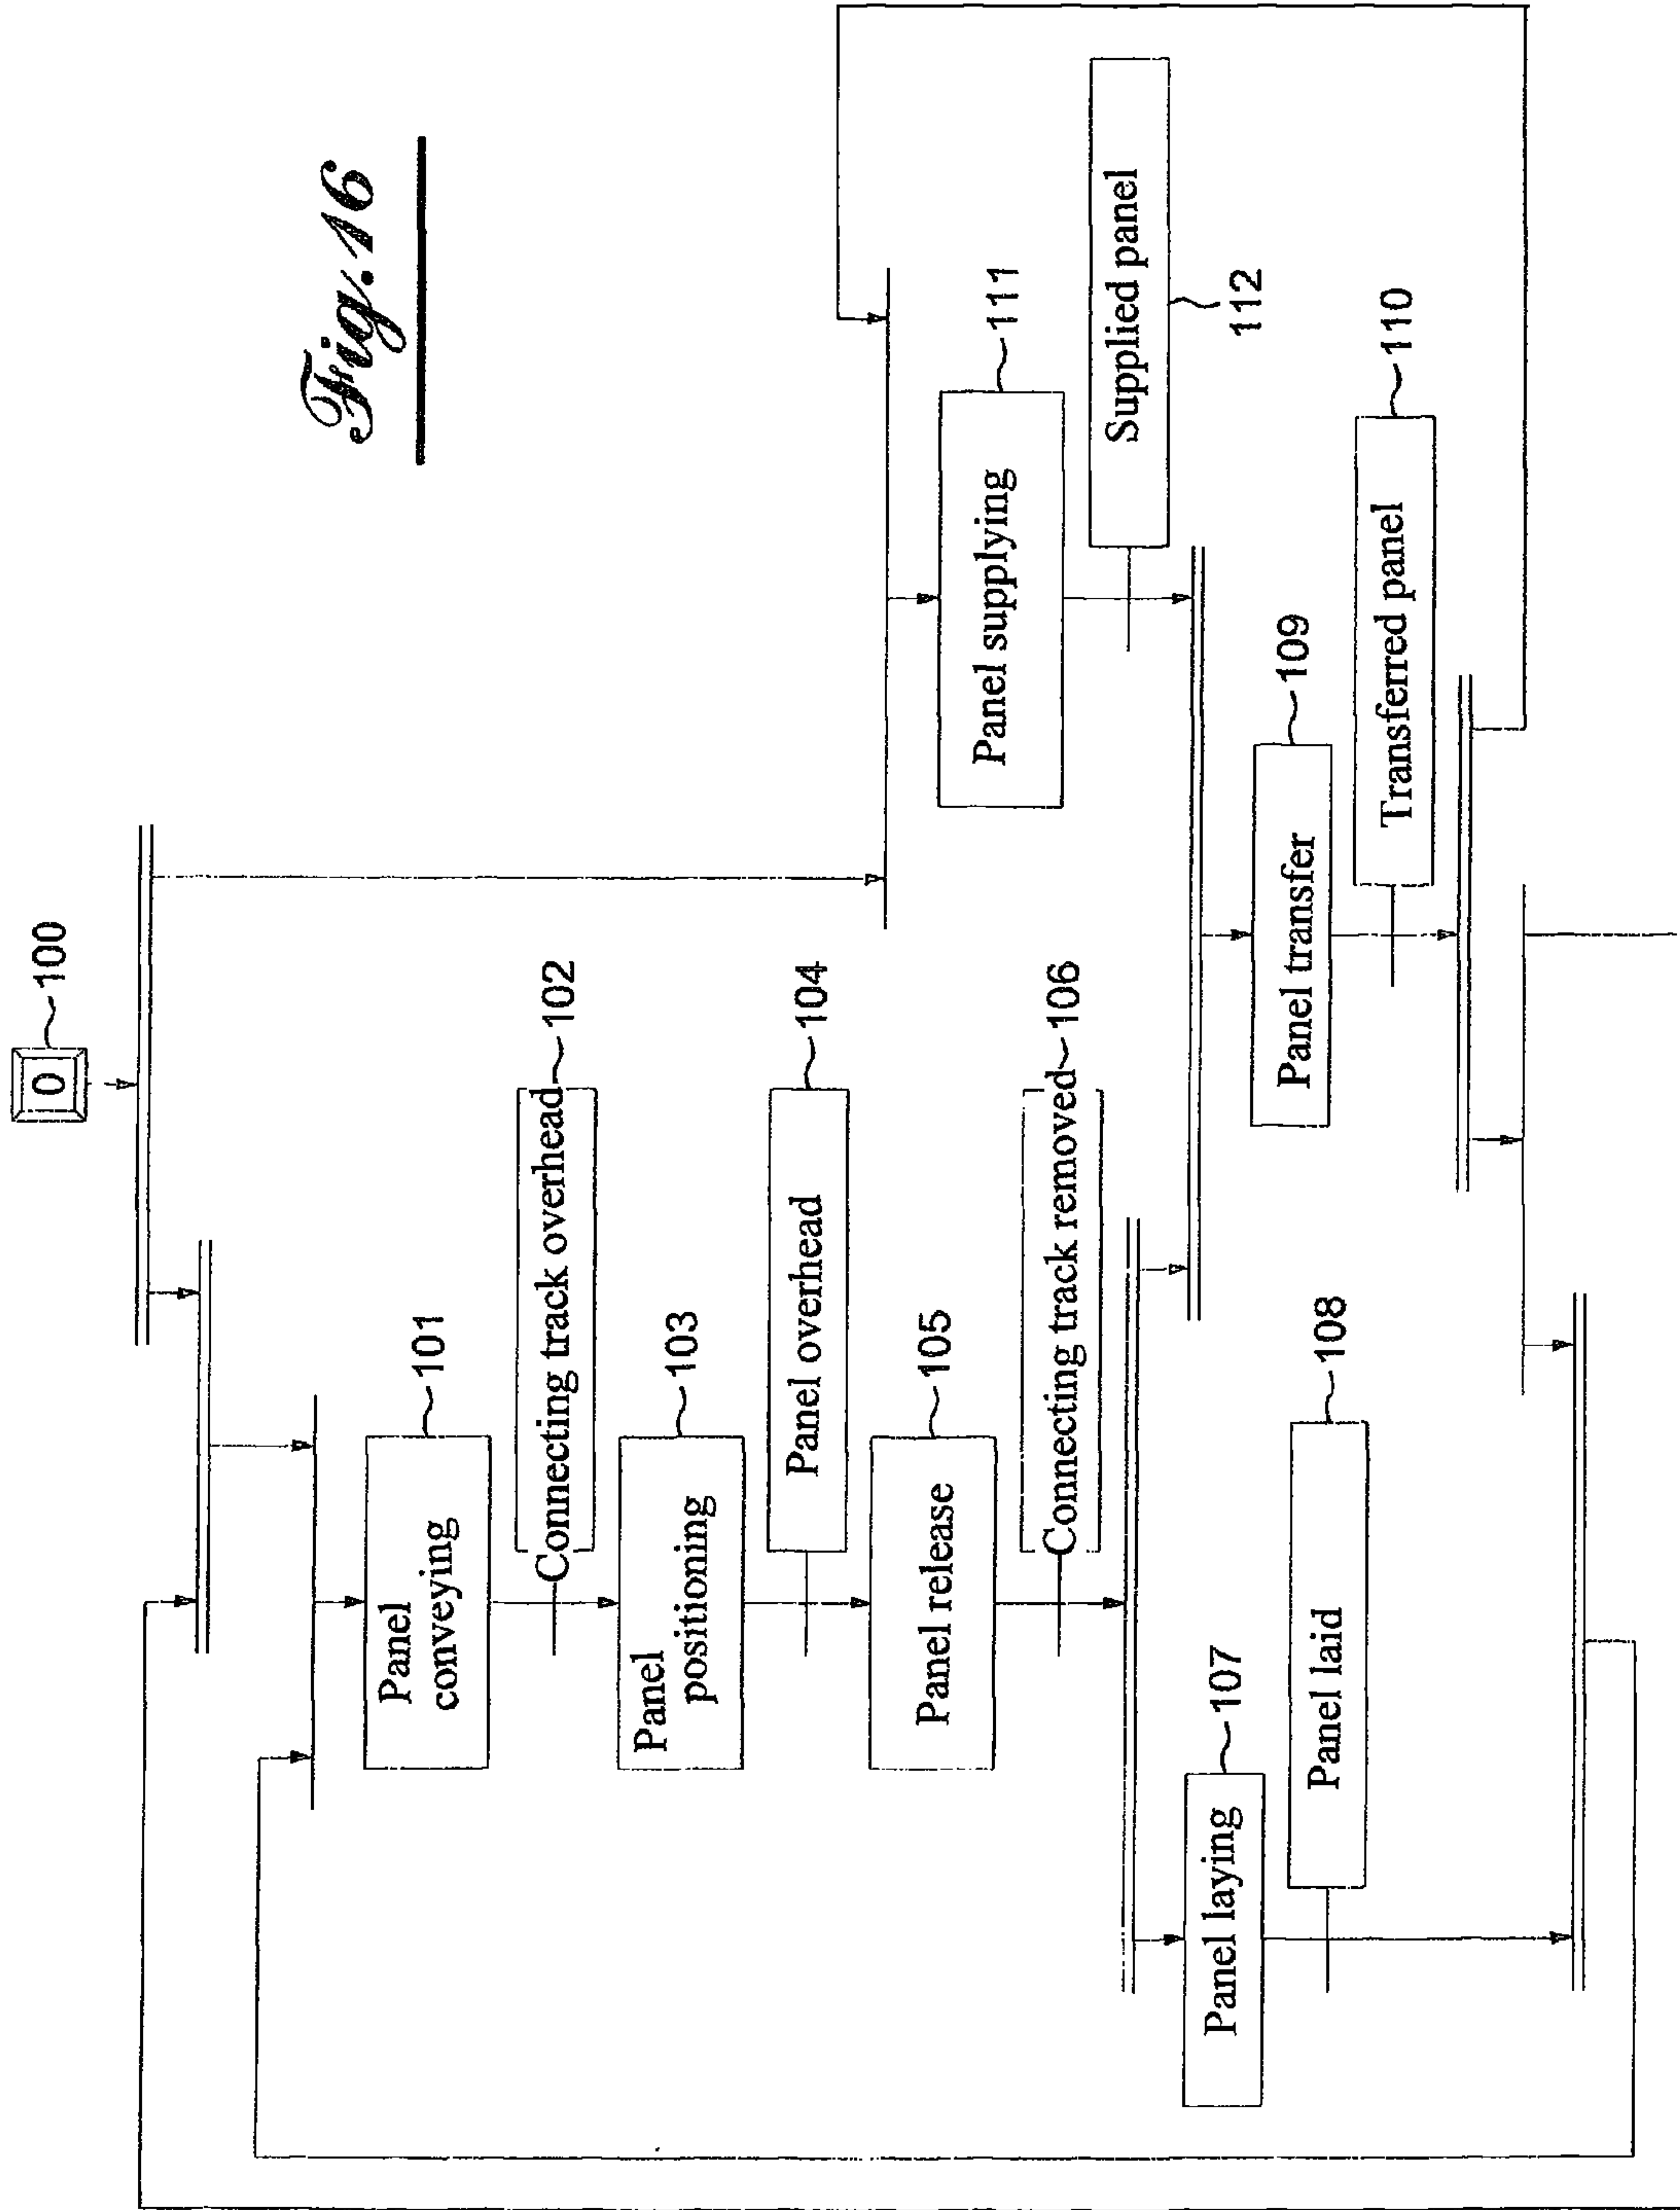 Fig. 16
0
100
Panel
conveying
101
Connecting track overhead
102
Panel
positioning
103
Panel overhead
104
Panel release
105
Connecting track removed
106
Panel laying
107
Panel laid
108
Panel supplying
111
Supplied panel
112
Panel transfer
109
Transferred panel
110